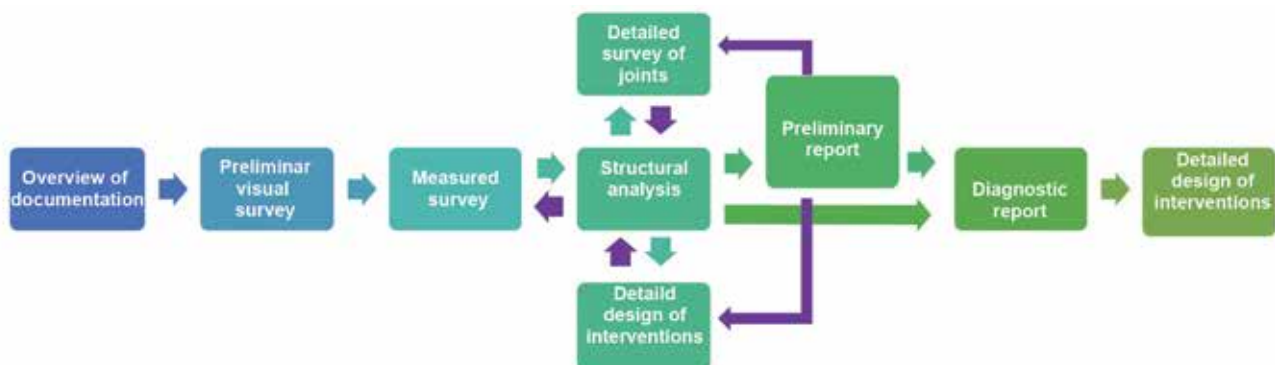 Overview of
documentation
Preliminar
visual
survey
Measured
survey
Detailed
survey of
joints
Structural
analysis
Detaild
design of
interventions
Preliminary
report
Diagnostic
report
Detailed
design of
interventions